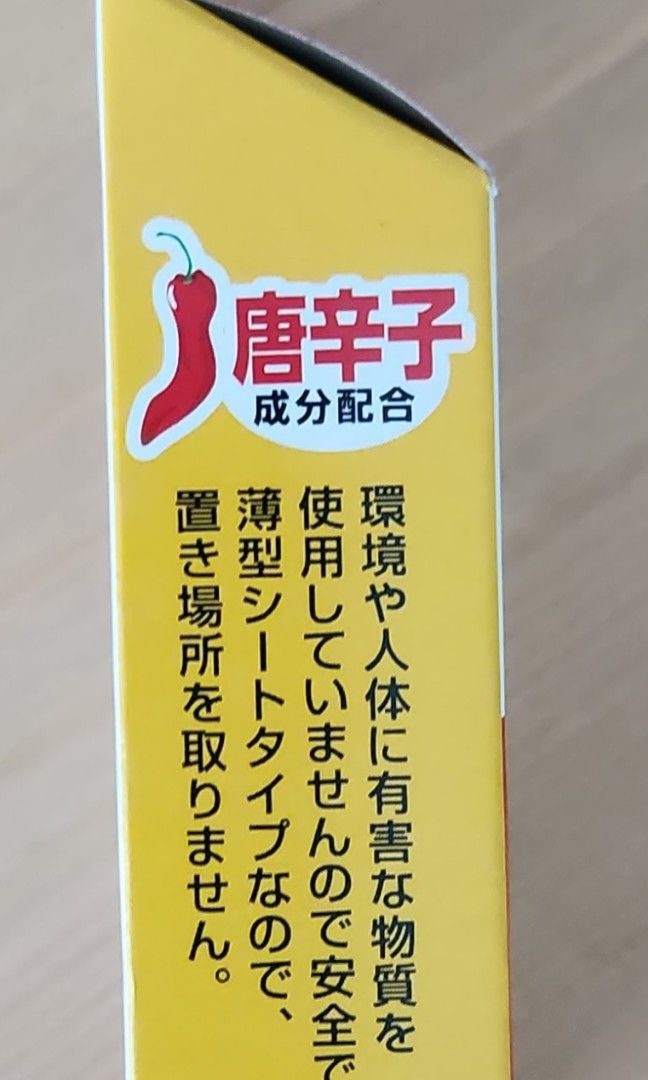 唐辛子
成分配合
環境や人体に有害な物質を
使用していませんので安全で
薄型シートタイプなので、
置き場所を取りません。